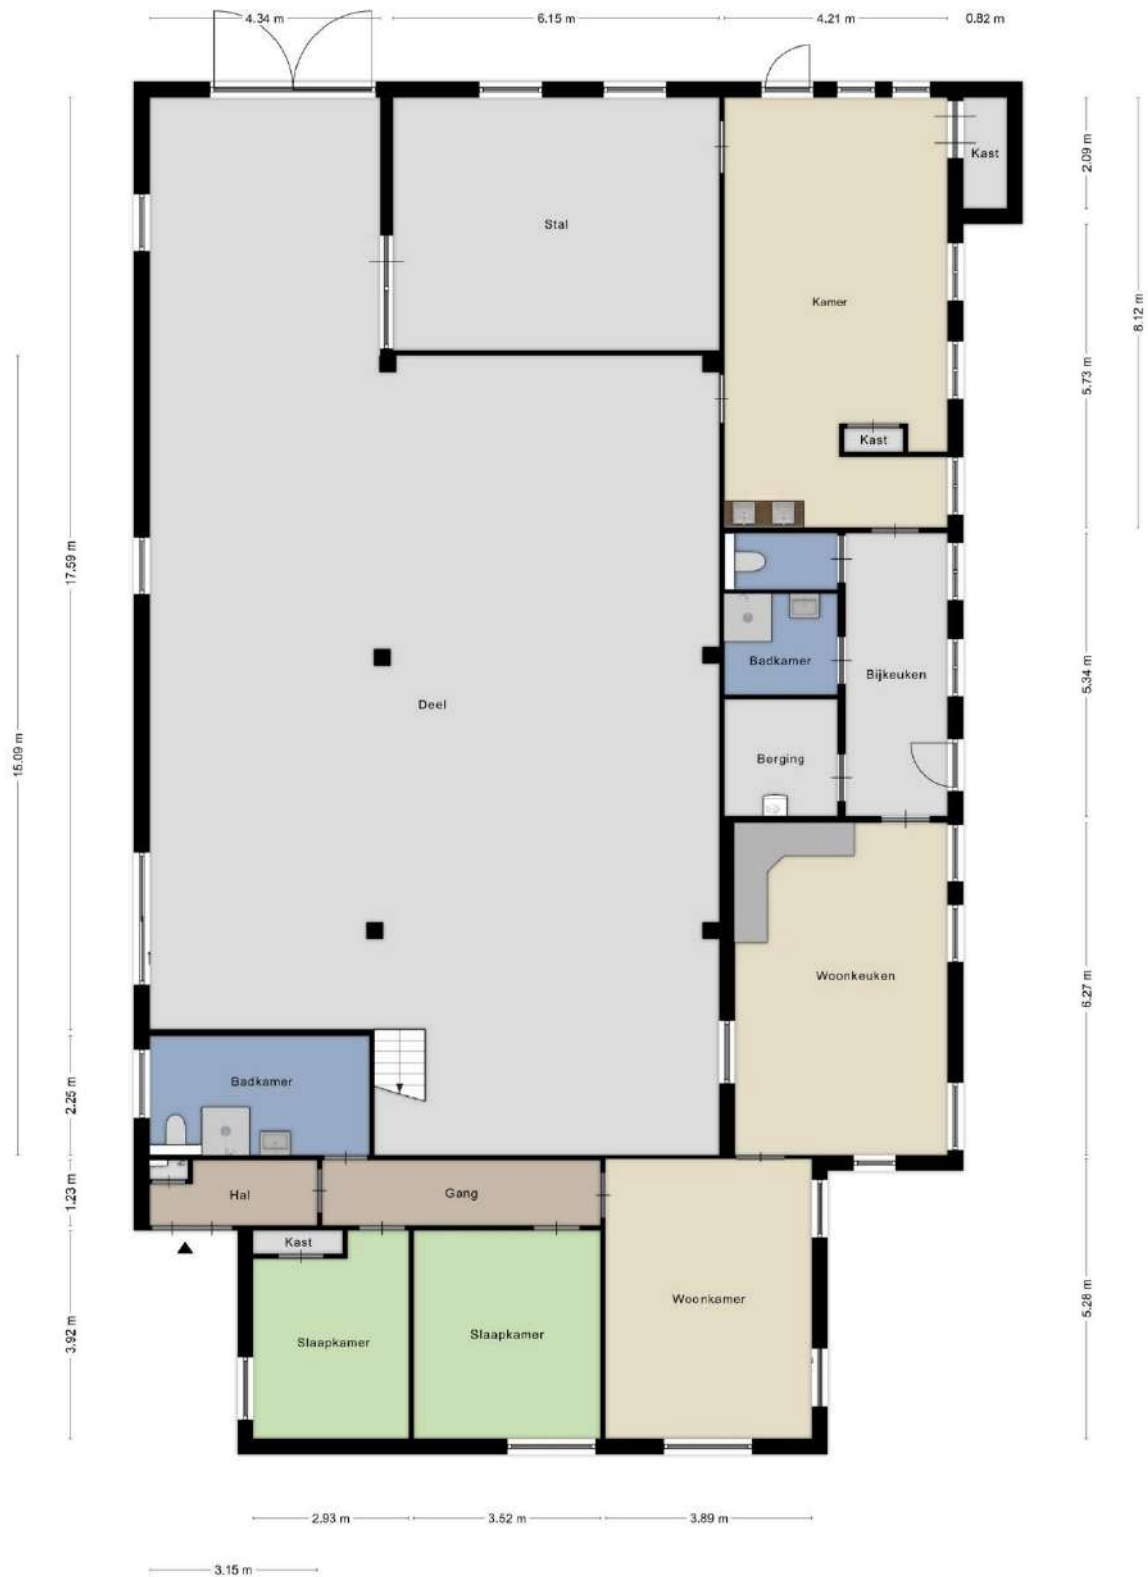 4.34 m
6.15 m
4.21 m
0.82 m
Kast
2.09 m
Stal
Kamer
8.12 m
5.73 m
Kast
17.59 m
Badkamer
Bijkeuken
5.34 m
Deel
15.09 m
Berging
Woonkeuken
6.27 m
Badkamer
2.25 m
Hal
Gang
1.23 m
Kast
Woonkamer
5.28 m
Slaapkamer
Slaapkamer
3.92 m
2.93 m
3.52 m
3.89 m
3.15 m